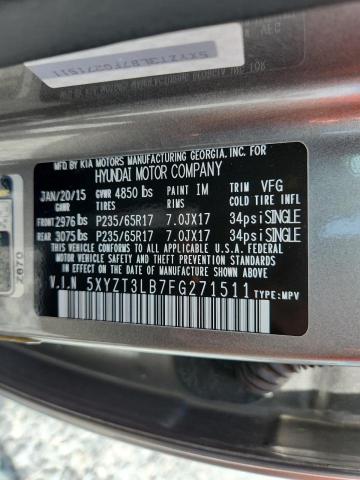 5XYZT3LB7FG271511
MFD. BY KIA MOTORS MANUFACTURING GEORGIA, INC. FOR
HYUNDAI MOTOR COMPANY
JAN/20/15 GVWR 4850 lbs PAINT IM TRIM VFG
GAWR TIRES RIMS COLD TIRE INFL.
FRONT 2976 lbs P235/65R17 7.0JX17 34psi SINGLE
REAR 3075 lbs P235/65R17 7.0JX17 34psi SINGLE
THIS VEHICLE CONFORMS TO ALL APPLICABLE U.S.A. FEDERAL
MOTOR VEHICLE SAFETY, BUMPER, AND THEFT PREVENTION
STANDARDS IN EFFECT ON THE DATE OF MANUFACTURE SHOWN ABOVE.
V.I.N 5XYZT3LB7FG271511 TYPE:MPV
Z070